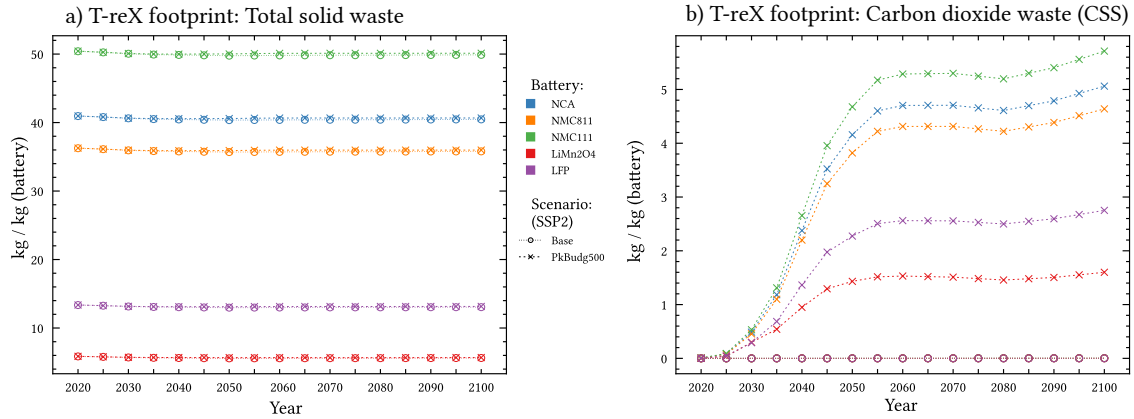 a) T-reX footprint: Total solid waste
kg / kg (battery)
50
40
30
20
10
2020 2030 2040 2050 2060 2070 2080 2090 2100
Year
Battery:
NCA
NMC811
NMC111
LiMn2O4
LFP
Scenario:
(SSP2)
Base
PkBudg500
b) T-reX footprint: Carbon dioxide waste (CSS)
kg / kg (battery)
5
4
3
2
1
0
2020 2030 2040 2050 2060 2070 2080 2090 2100
Year